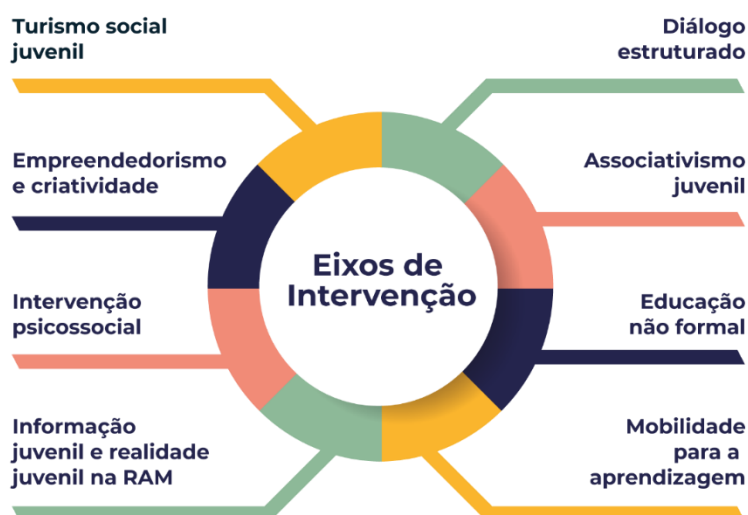 Turismo social
juvenil
Diálogo
estruturado
Empreendedorismo
e criatividade
Associativismo
juvenil
Eixos de
Intervenção
Intervenção
psicossocial
Educação
não formal
Informação
juvenil e realidade
juvenil na RAM
Mobilidade
para a
aprendizagem